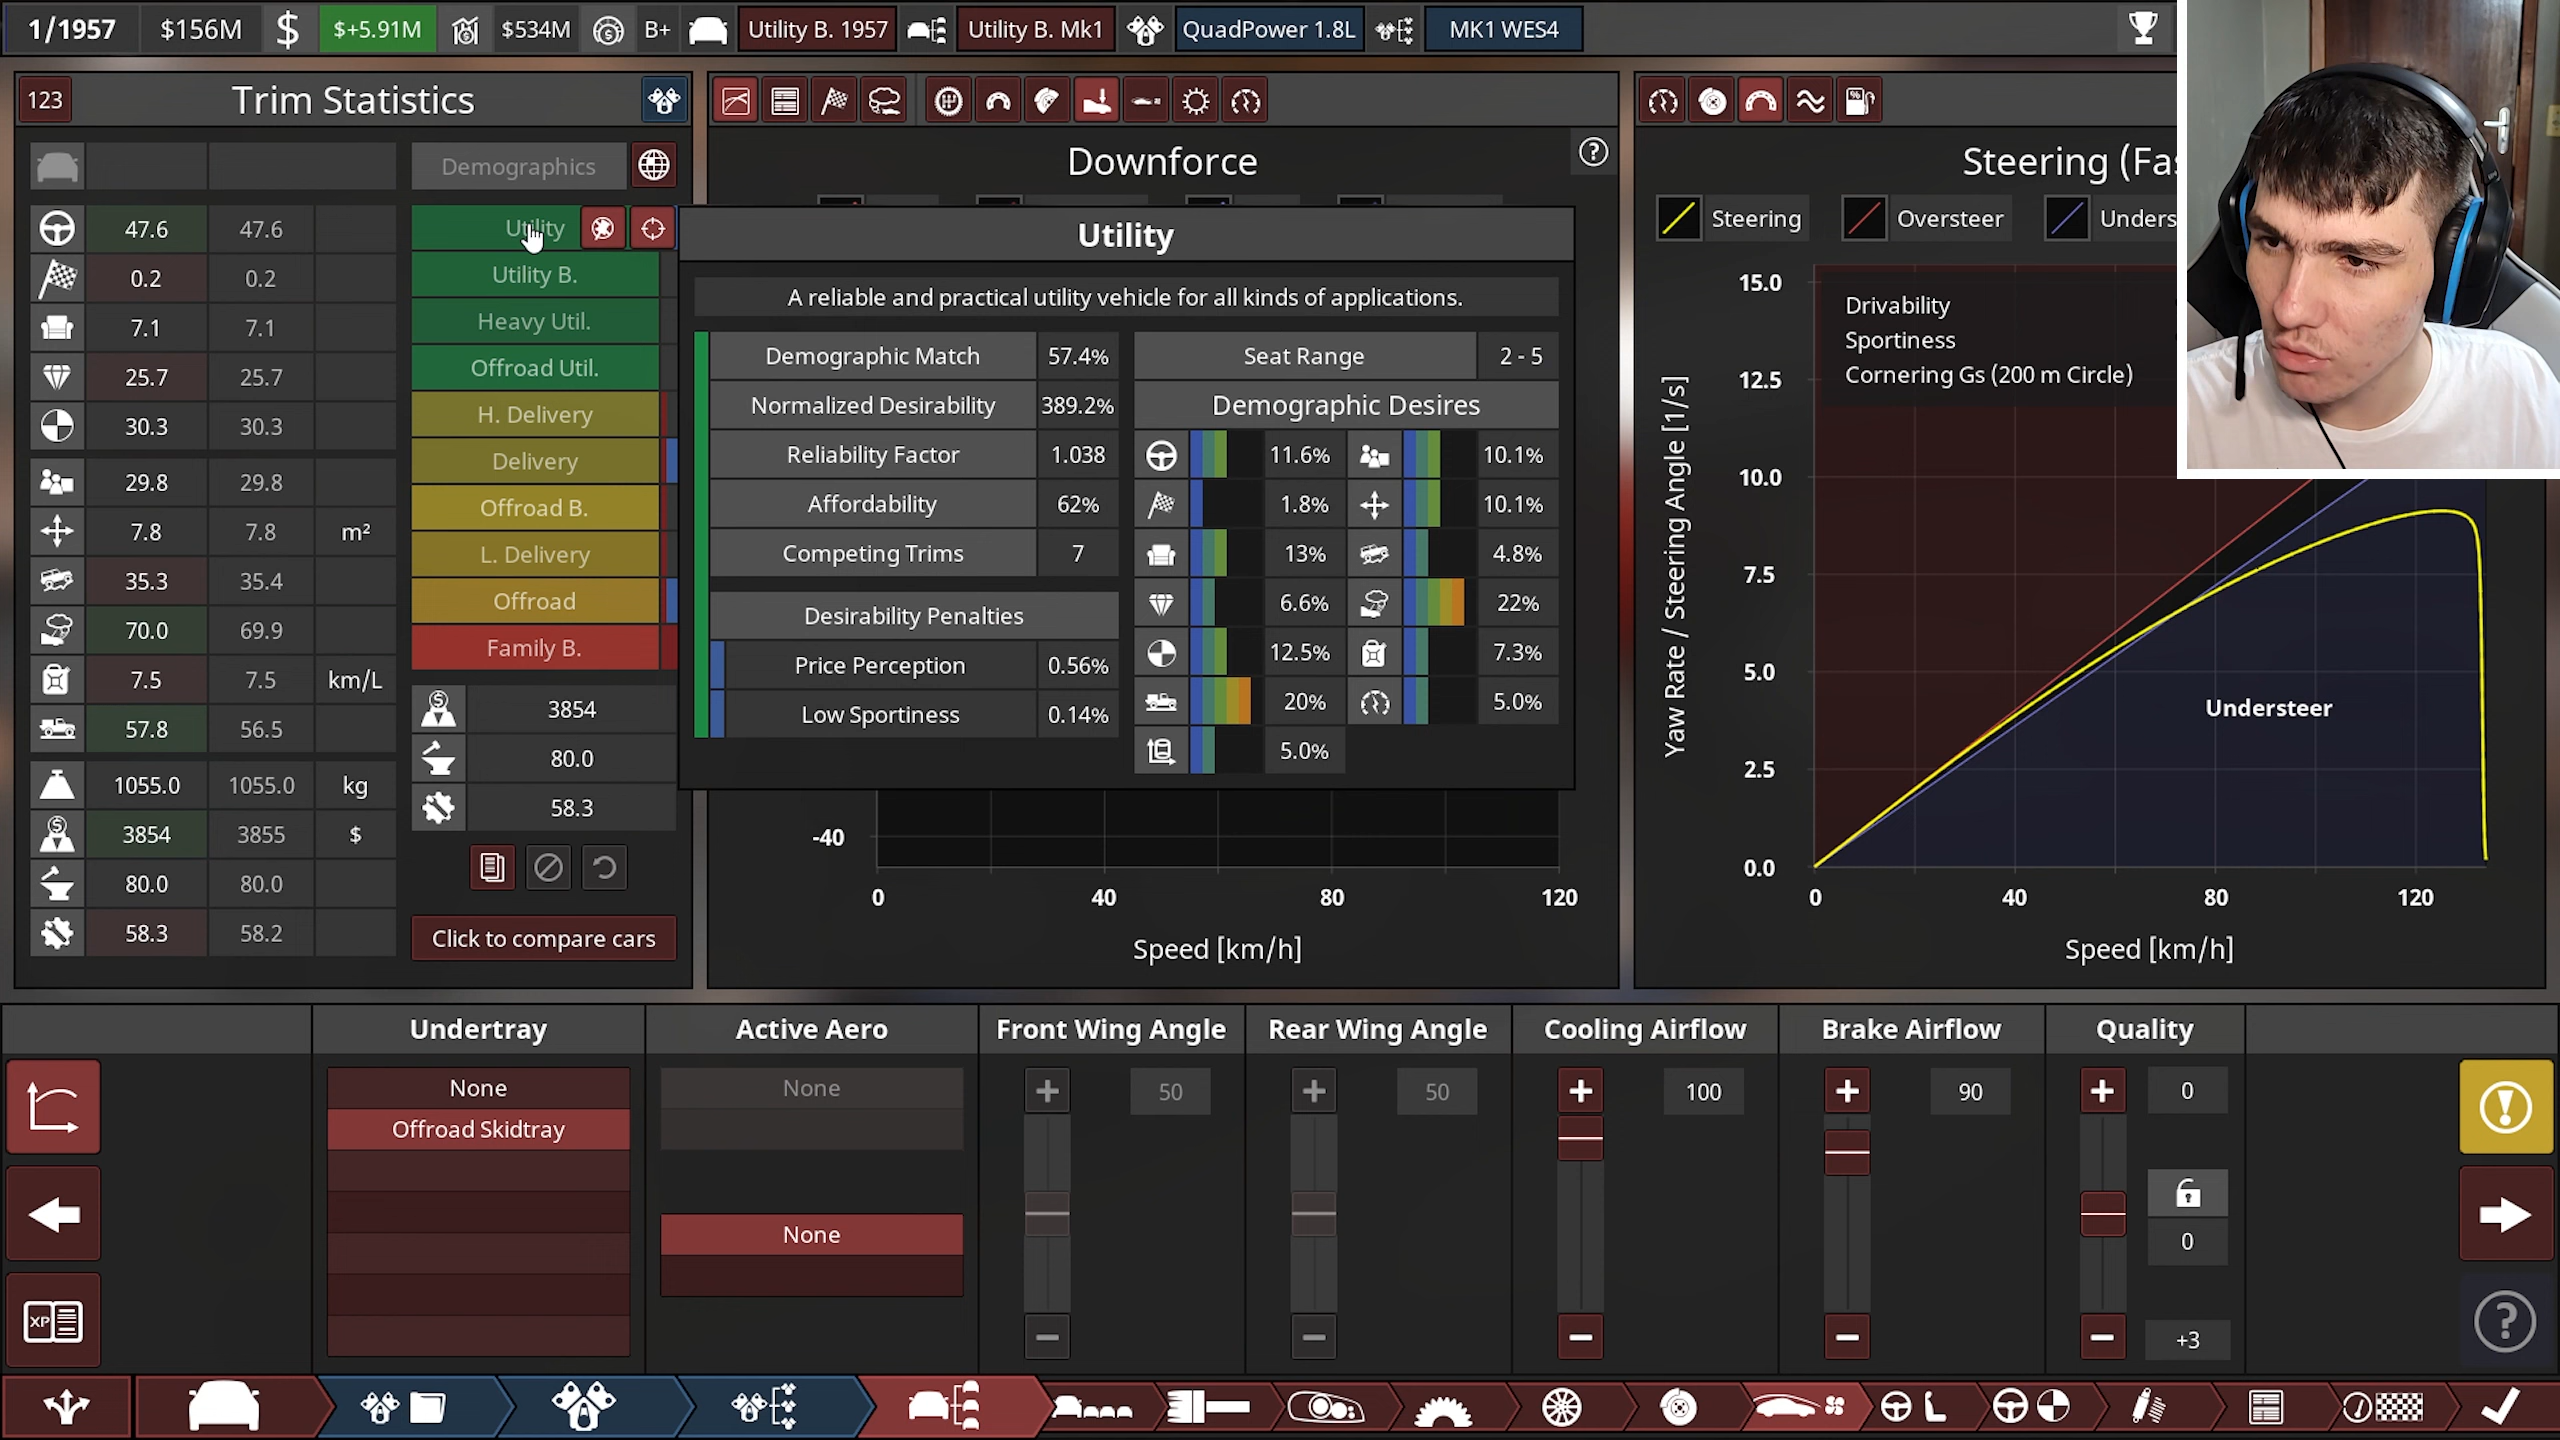 1/1957 $156M $+5.91M $534M B+ Utility B. 1957 Utility B. Mk1 QuadPower 1.8L MK1 WES4
123 Trim Statistics
Demographics
47.6 47.6
0.2 0.2
7.1 7.1
25.7 25.7
30.3 30.3
29.8 29.8
7.8 7.8 m²
35.3 35.4
70.0 69.9
7.5 7.5 km/L
57.8 56.5
1055.0 1055.0 kg
3854 3855 $
80.0 80.0
58.3 58.2
Utility
Utility B.
Heavy Util.
Offroad Util.
H. Delivery
Delivery
Offroad B.
L. Delivery
Offroad
Family B.
3854
80.0
58.3
Click to compare cars
Downforce
?
Utility
A reliable and practical utility vehicle for all kinds of applications.
Demographic Match 57.4%
Normalized Desirability 389.2%
Reliability Factor 1.038
Affordability 62%
Competing Trims 7
Desirability Penalties
Price Perception 0.56%
Low Sportiness 0.14%
Seat Range 2 - 5
Demographic Desires
11.6% 10.1%
1.8% 10.1%
13% 4.8%
6.6% 22%
12.5% 7.3%
20% 5.0%
5.0%
-40
0 40 80 120
Speed [km/h]
Steering (Fas
Steering Oversteer Unders
Yaw Rate / Steering Angle [1/s]
15.0
12.5
10.0
7.5
5.0
2.5
0.0
Drivability
Sportiness
Cornering Gs (200 m Circle)
Understeer
0 40 80 120
Speed [km/h]
Undertray
None
Offroad Skidtray
Active Aero
None
None
Front Wing Angle
50
Rear Wing Angle
50
Cooling Airflow
100
Brake Airflow
90
Quality
0
0
+3
XP
?